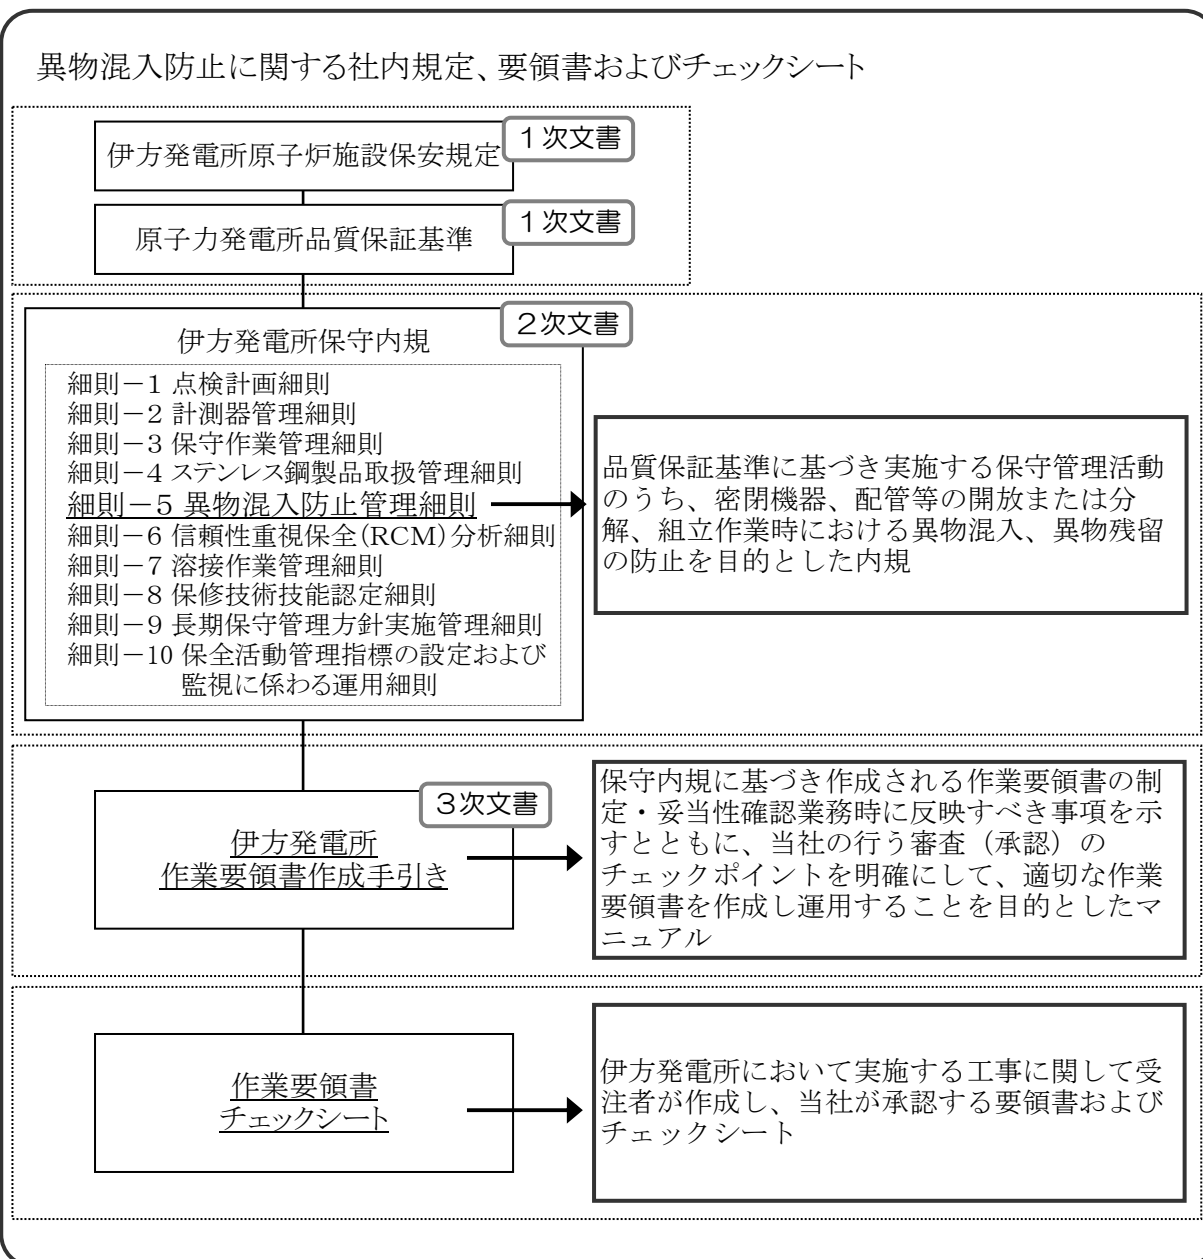 異物混入防止に関する社内規定、要領書およびチェックシート
1次文書
伊方発電所原子炉施設保安規定
1次文書
原子力発電所品質保証基準
2次文書
伊方発電所保守内規
細則-1 点検計画細則
細則-2 計測器管理細則
細則-3 保守作業管理細則
細則-4 ステンレス鋼製品取扱管理細則
細則-5 異物混入防止管理細則
細則-6 信頼性重視保全(RCM)分析細則
細則-7 溶接作業管理細則
細則-8 保修技術技能認定細則
細則-9 長期保守管理方針実施管理細則
細則-10 保全活動管理指標の設定および
監視に係わる運用細則
品質保証基準に基づき実施する保守管理活動
のうち、密閉機器、配管等の開放または分
解、組立作業時における異物混入、異物残留
の防止を目的とした内規
3次文書
伊方発電所
作業要領書作成手引き
保守内規に基づき作成される作業要領書の制
定・妥当性確認業務時に反映すべき事項を示
すとともに、当社の行う審査（承認）の
チェックポイントを明確にして、適切な作業
要領書を作成し運用することを目的としたマ
ニュアル
作業要領書
チェックシート
伊方発電所において実施する工事に関して受
注者が作成し、当社が承認する要領書および
チェックシート